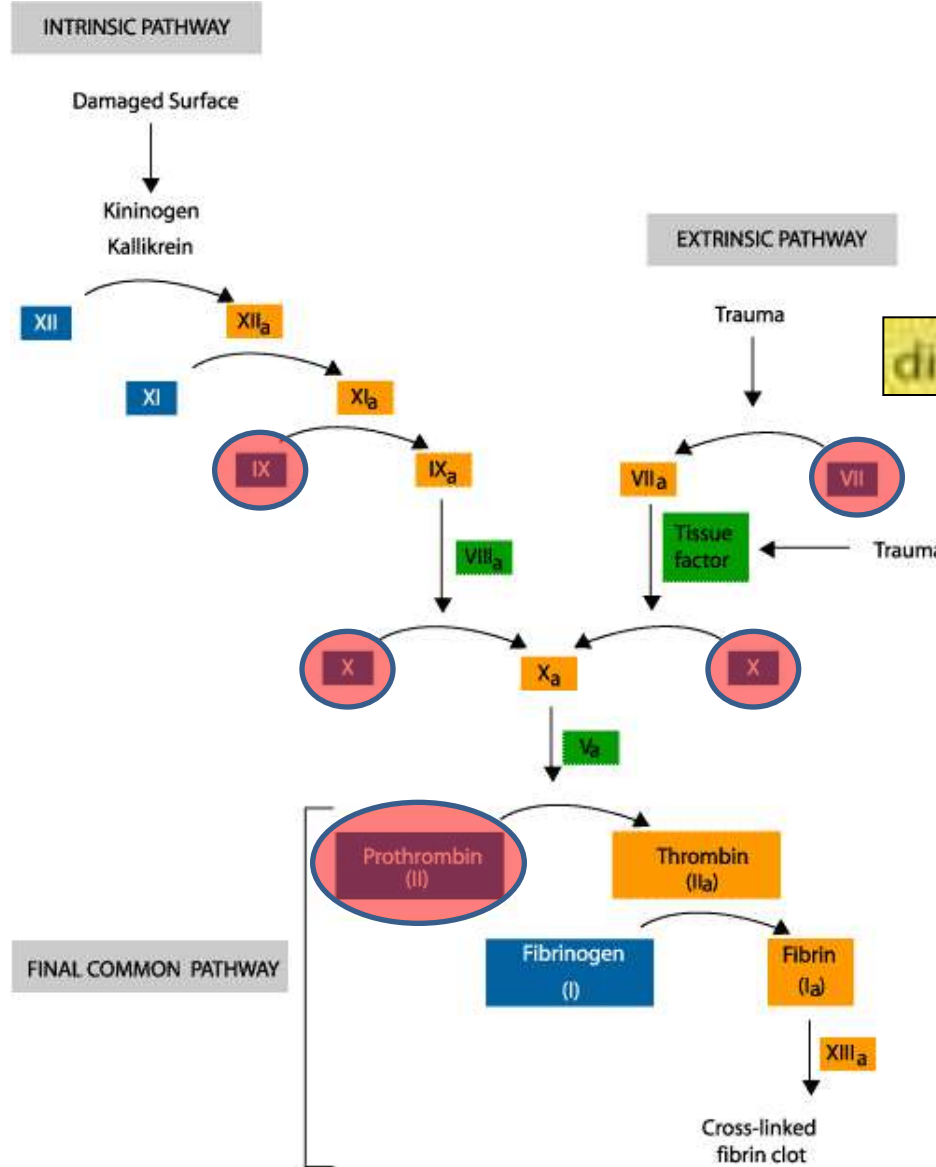 INTRINSIC PATHWAY
Damaged Surface
Kininogen
Kallikrein
XII
XIIa
XI
XIa
IX
IXa
VIIIa
EXTRINSIC PATHWAY
Trauma
di
VIIa
VII
Tissue
factor
Trauma
X
Xa
X
Va
Prothrombin
(II)
Thrombin
(IIa)
Fibrinogen
(I)
Fibrin
(Ia)
FINAL COMMON PATHWAY
XIIIa
Cross-linked
fibrin clot